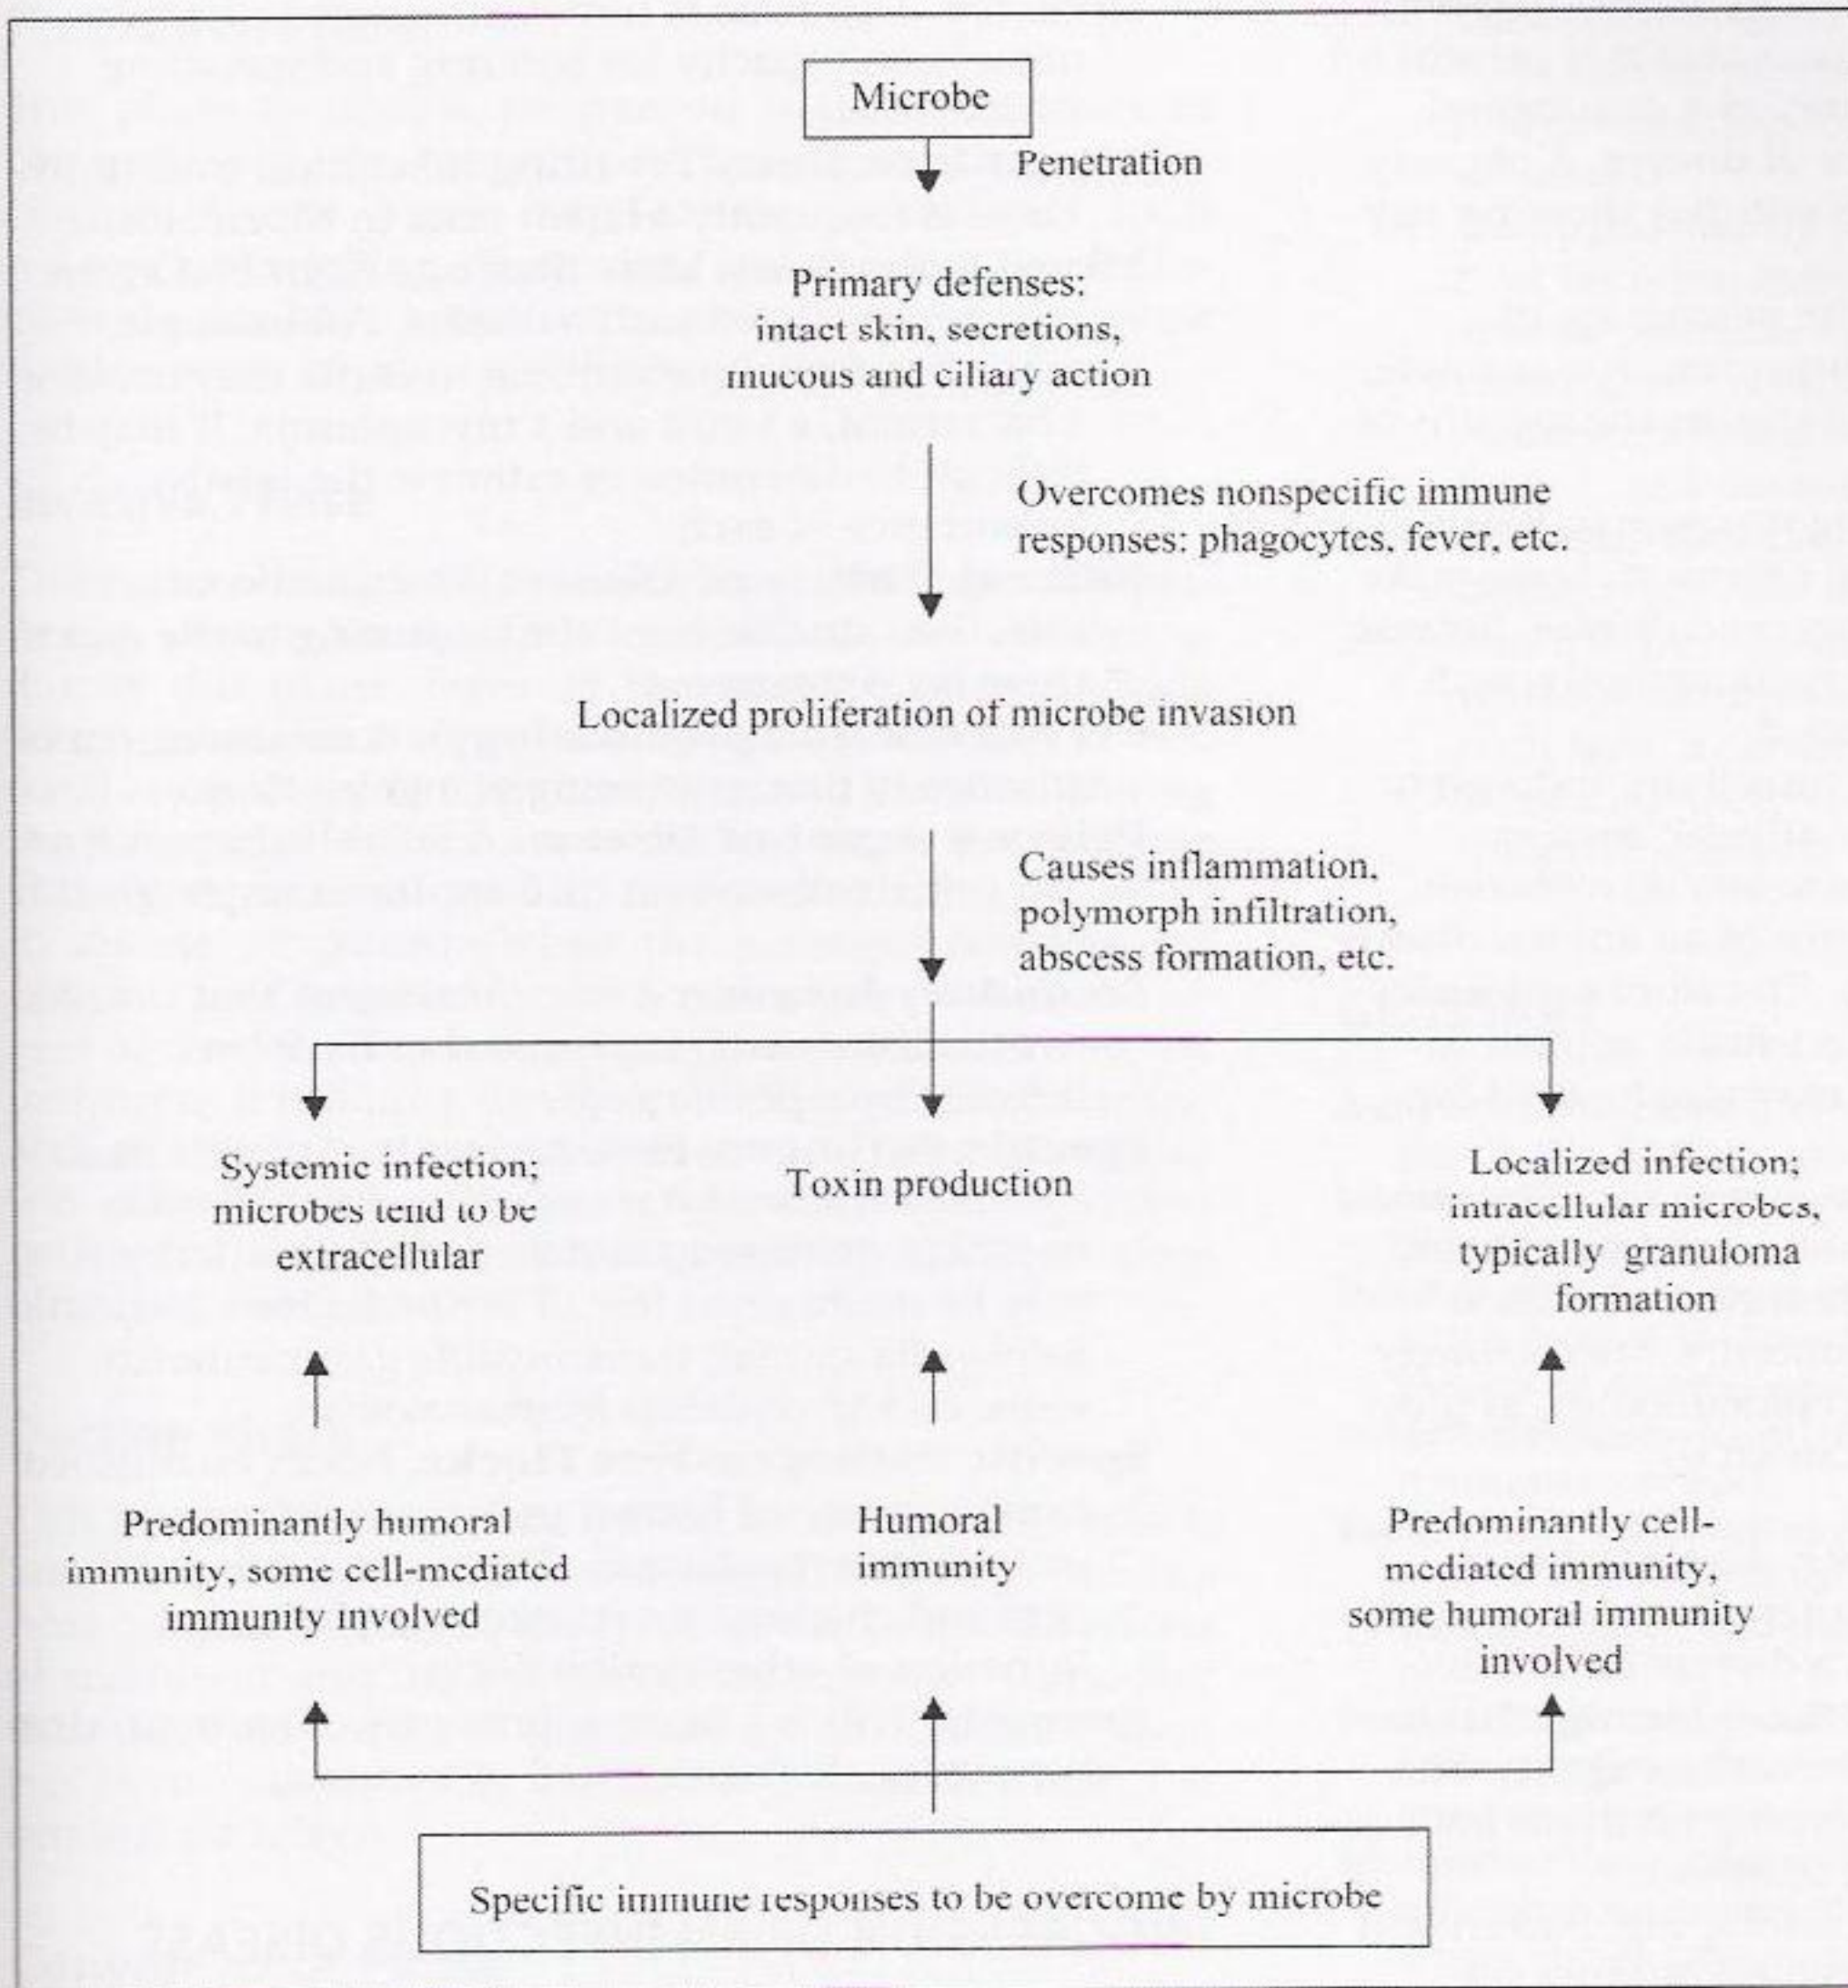 Microbe
Penetration
Primary defenses:
intact skin, secretions,
mucous and ciliary action
Overcomes nonspecific immune
responses: phagocytes, fever, etc.
Localized proliferation of microbe invasion
Causes inflammation,
polymorph infiltration,
abscess formation, etc.
Systemic infection;
microbes tend to be
extracellular
Toxin production
Localized infection;
intracellular microbes,
typically granuloma
formation
Predominantly humoral
immunity, some cell-mediated
immunity involved
Humoral
immunity
Predominantly cell-
mediated immunity,
some humoral immunity
involved
Specific immune responses to be overcome by microbe